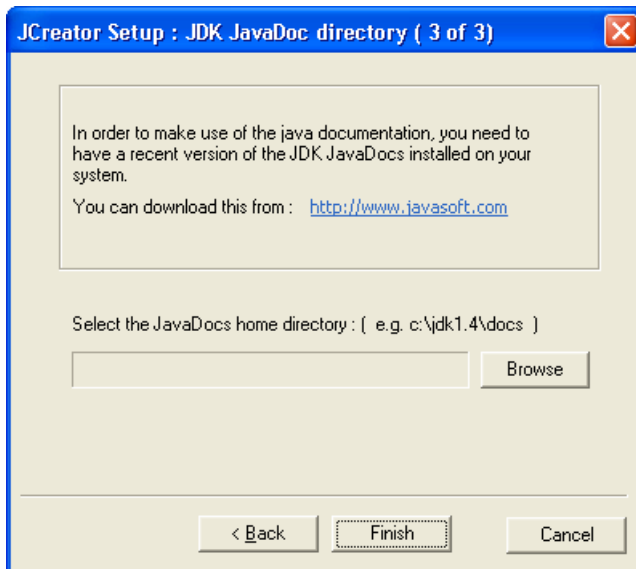 JCreator Setup : JDK JavaDoc directory ( 3 of 3)
In order to make use of the java documentation, you need to
have a recent version of the JDK JavaDocs installed on your
system.
You can download this from : http://www.javasoft.com
Select the JavaDocs home directory : ( e.g. c:\jdk1.4\docs )
Browse
< Back Finish Cancel